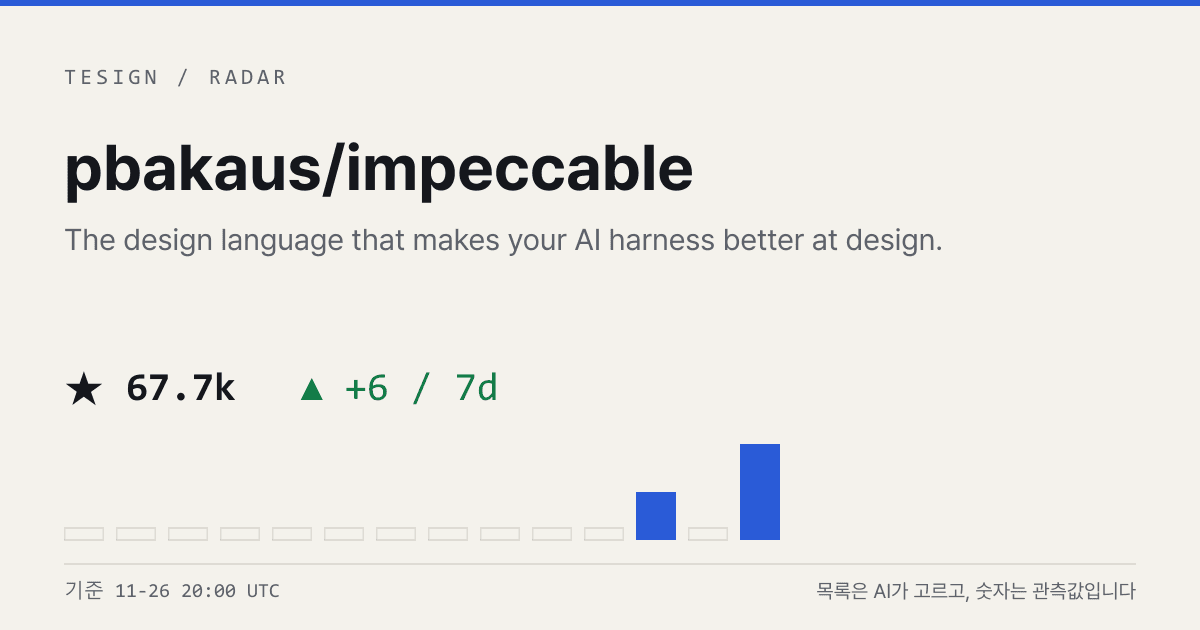 TESIGN / RADAR
pbakaus/impeccable
The design language that makes your AI harness better at design.
★ 67.7k ▲ +6 / 7d
기준 11-26 20:00 UTC
목록은 AI가 고르고, 숫자는 관측값입니다